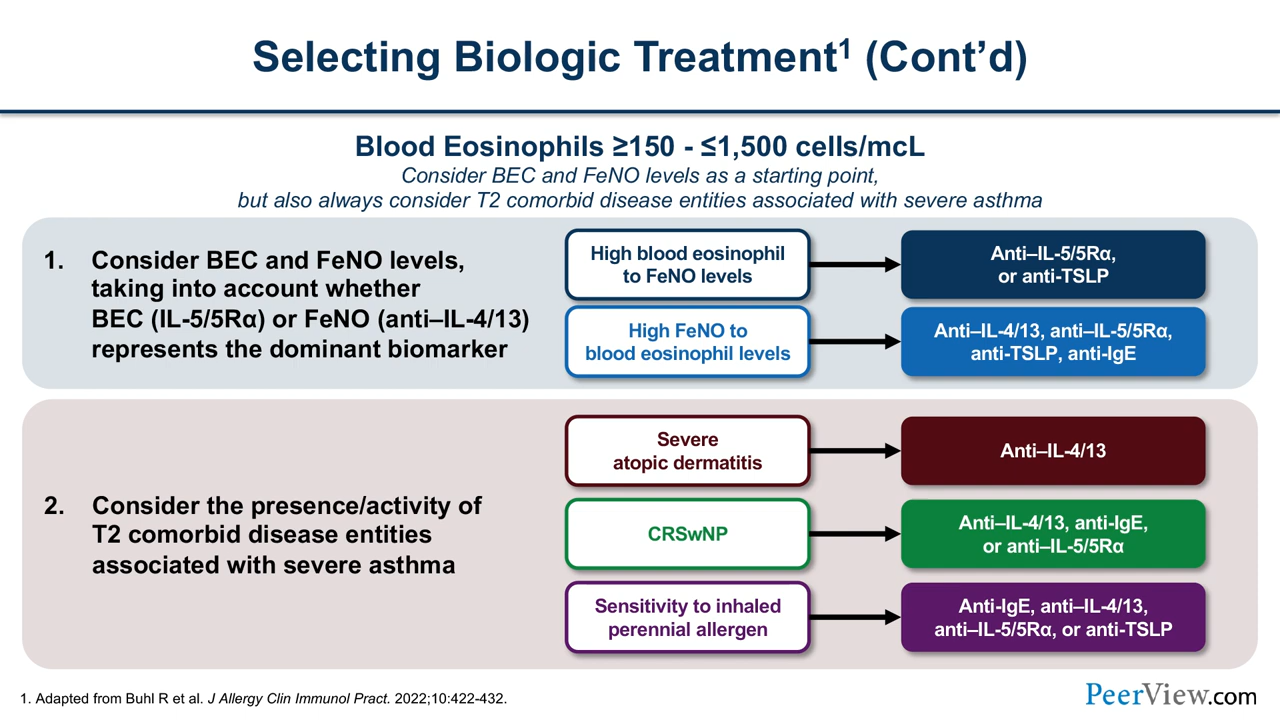 Selecting Biologic Treatment¹ (Cont’d)
Blood Eosinophils ≥150 - ≤1,500 cells/mcL
Consider BEC and FeNO levels as a starting point,
but also always consider T2 comorbid disease entities associated with severe asthma
1. Consider BEC and FeNO levels,
taking into account whether
BEC (IL-5/5Rα) or FeNO (anti–IL-4/13)
represents the dominant biomarker
High blood eosinophil
to FeNO levels
Anti–IL-5/5Rα,
or anti-TSLP
High FeNO to
blood eosinophil levels
Anti–IL-4/13, anti–IL-5/5Rα,
anti-TSLP, anti-IgE
2. Consider the presence/activity of
T2 comorbid disease entities
associated with severe asthma
Severe
atopic dermatitis
Anti–IL-4/13
CRSwNP
Anti–IL-4/13, anti-IgE,
or anti–IL-5/5Rα
Sensitivity to inhaled
perennial allergen
Anti-IgE, anti–IL-4/13,
anti–IL-5/5Rα, or anti-TSLP
1. Adapted from Buhl R et al. J Allergy Clin Immunol Pract. 2022;10:422-432.
PeerView.com